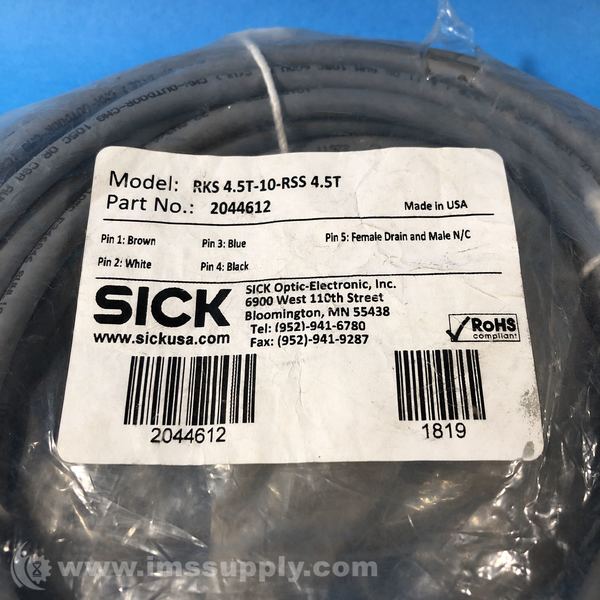 Model: RKS 4.5T-10-RSS 4.5T
Part No.: 2044612 Made in USA
Pin 1: Brown Pin 3: Blue Pin 5: Female Drain and Male N/C
Pin 2: White Pin 4: Black
SICK
www.sickusa.com
SICK Optic-Electronic, Inc.
6900 West 110th Street
Bloomington, MN 55438
Tel: (952)-941-6780
Fax: (952)-941-9287
RoHS
compliant
2044612
1819
www.imssupply.com